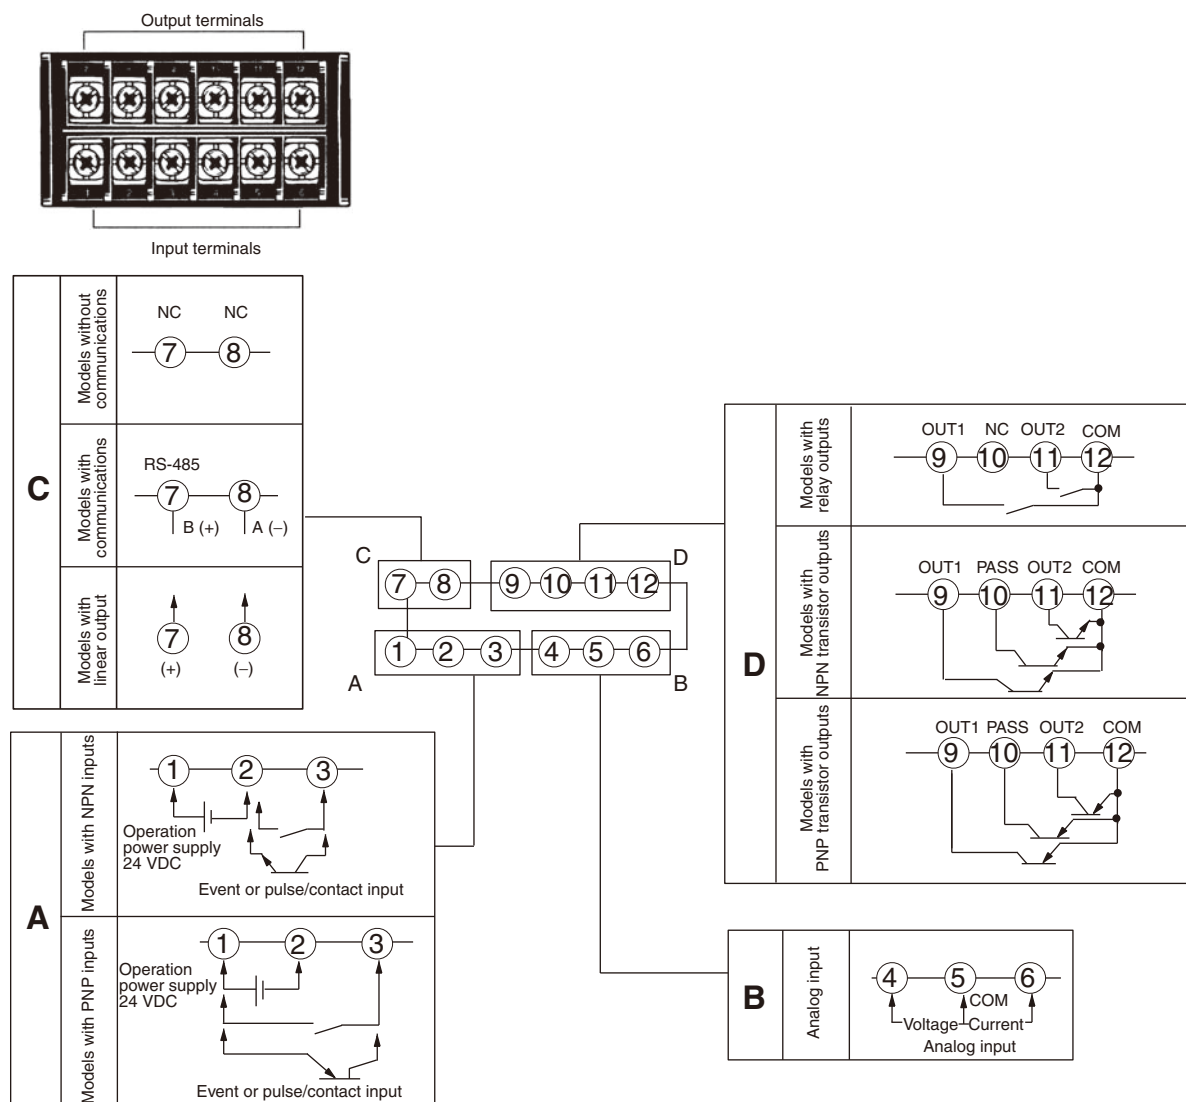 Output terminals
Input terminals
C
Models without
communications
NC NC
7 8
Models with
communications
RS-485
7 8
B (+) A (−)
Models with
linear output
7 8
(+) (−)
C D
7 8 9 10 11 12
1 2 3 4 5 6
A B
D
Models with
relay outputs
OUT1 NC OUT2 COM
9 10 11 12
Models with
NPN transistor outputs
OUT1 PASS OUT2 COM
9 10 11 12
Models with
PNP transistor outputs
OUT1 PASS OUT2 COM
9 10 11 12
A
Models with NPN inputs
1 2 3
Operation
power supply
24 VDC
Event or pulse/contact input
Models with PNP inputs
1 2 3
Operation
power supply
24 VDC
Event or pulse/contact input
B
Analog input
4 5 6
COM
Voltage Current
Analog input